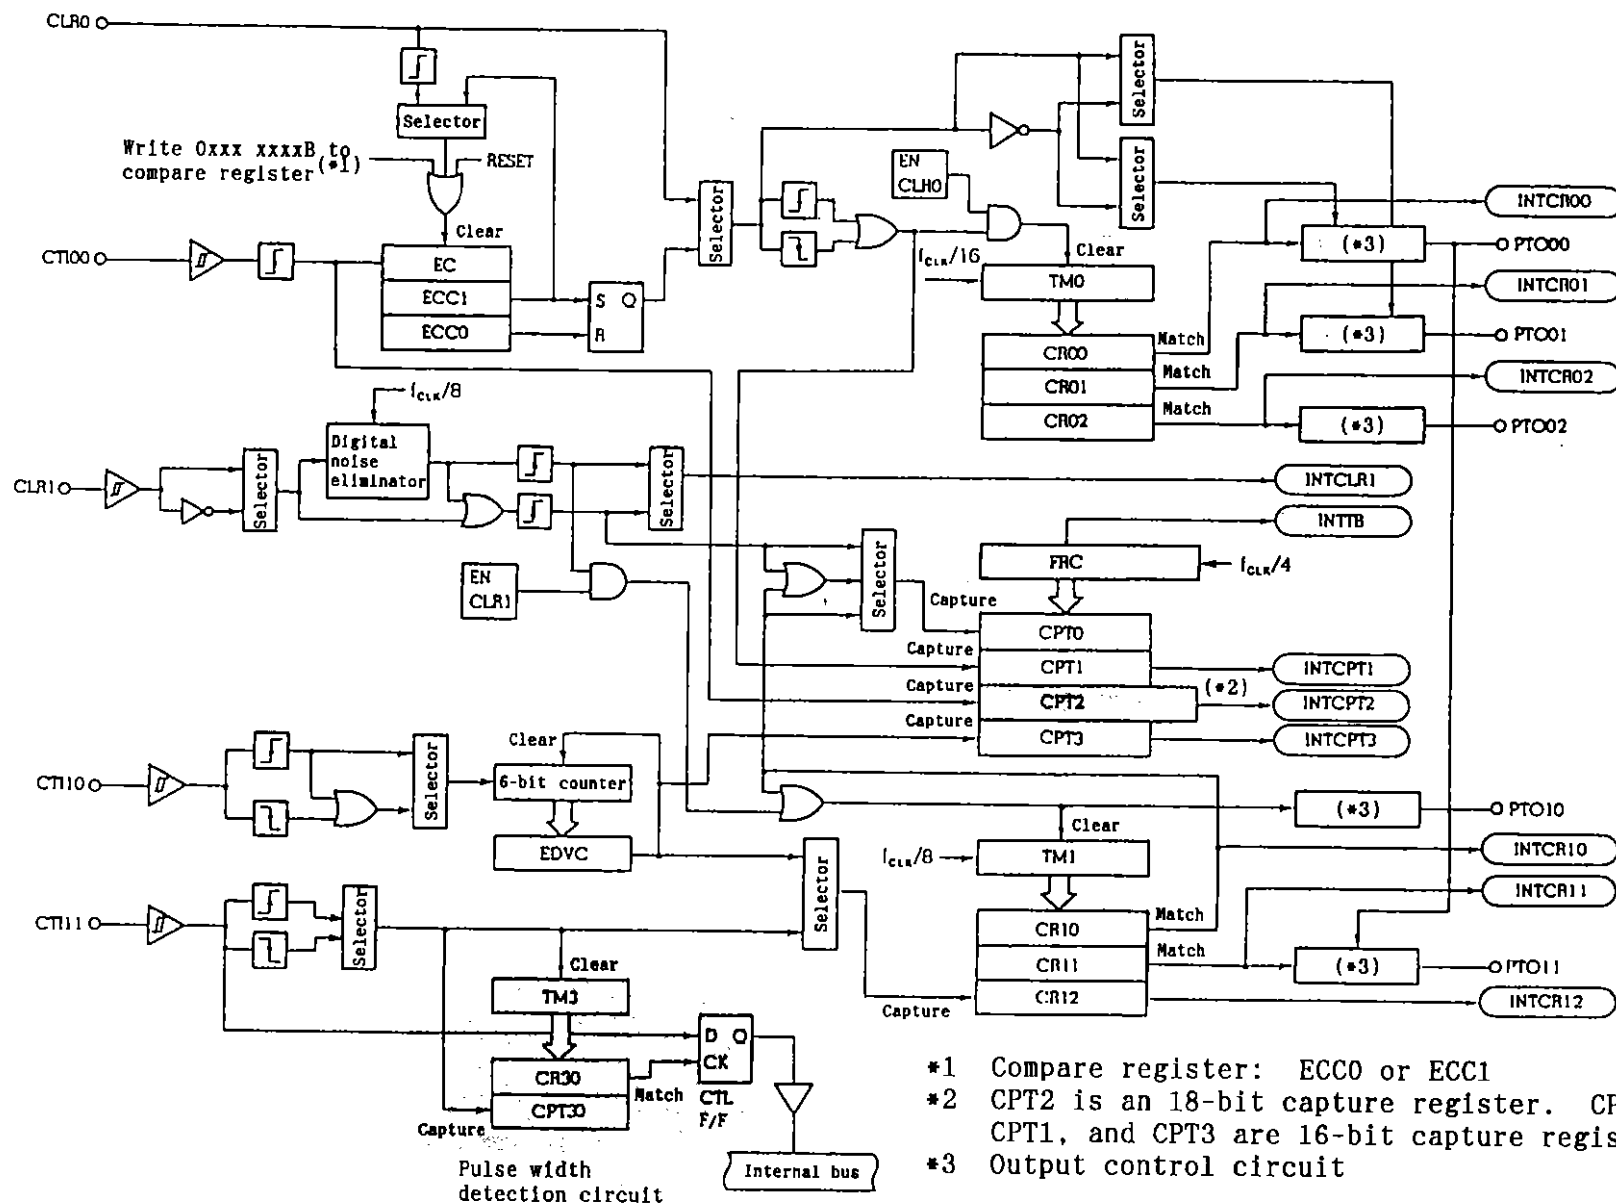 CLR0
Selector
Write 0xxx xxxxB to
compare register(*1)
RESET
Clear
CTI00
EC
ECC1
ECC0
S Q
R
Selector
EN
CLH0
Selector
Selector
fCLK/16
Clear
TM0
CR00
CR01
CR02
Match
Match
Match
(*3)
(*3)
(*3)
INTCR00
PTO00
INTCR01
PTO01
INTCR02
PTO02
CLR1
Selector
fCLK/8
Digital
noise
eliminator
Selector
INTCLR1
INTTB
EN
CLR1
Selector
FRC
fCLK/4
Capture
CPT0
Capture
CPT1
Capture
CPT2
(*2)
Capture
CPT3
INTCPT1
INTCPT2
INTCPT3
CTI10
Selector
Clear
6-bit counter
EDVC
Selector
(*3)
PTO10
Clear
fCLK/8
TM1
CR10
CR11
CR12
Match
Match
Capture
INTCR10
INTCR11
(*3)
PTO11
INTCR12
CTI11
Selector
Clear
TM3
CR30
CPT30
Match
Capture
D Q
CK
CTL
F/F
Pulse width
detection circuit
Internal bus
*1 Compare register: ECC0 or ECC1
*2 CPT2 is an 18-bit capture register. CP
CPT1, and CPT3 are 16-bit capture regis
*3 Output control circuit